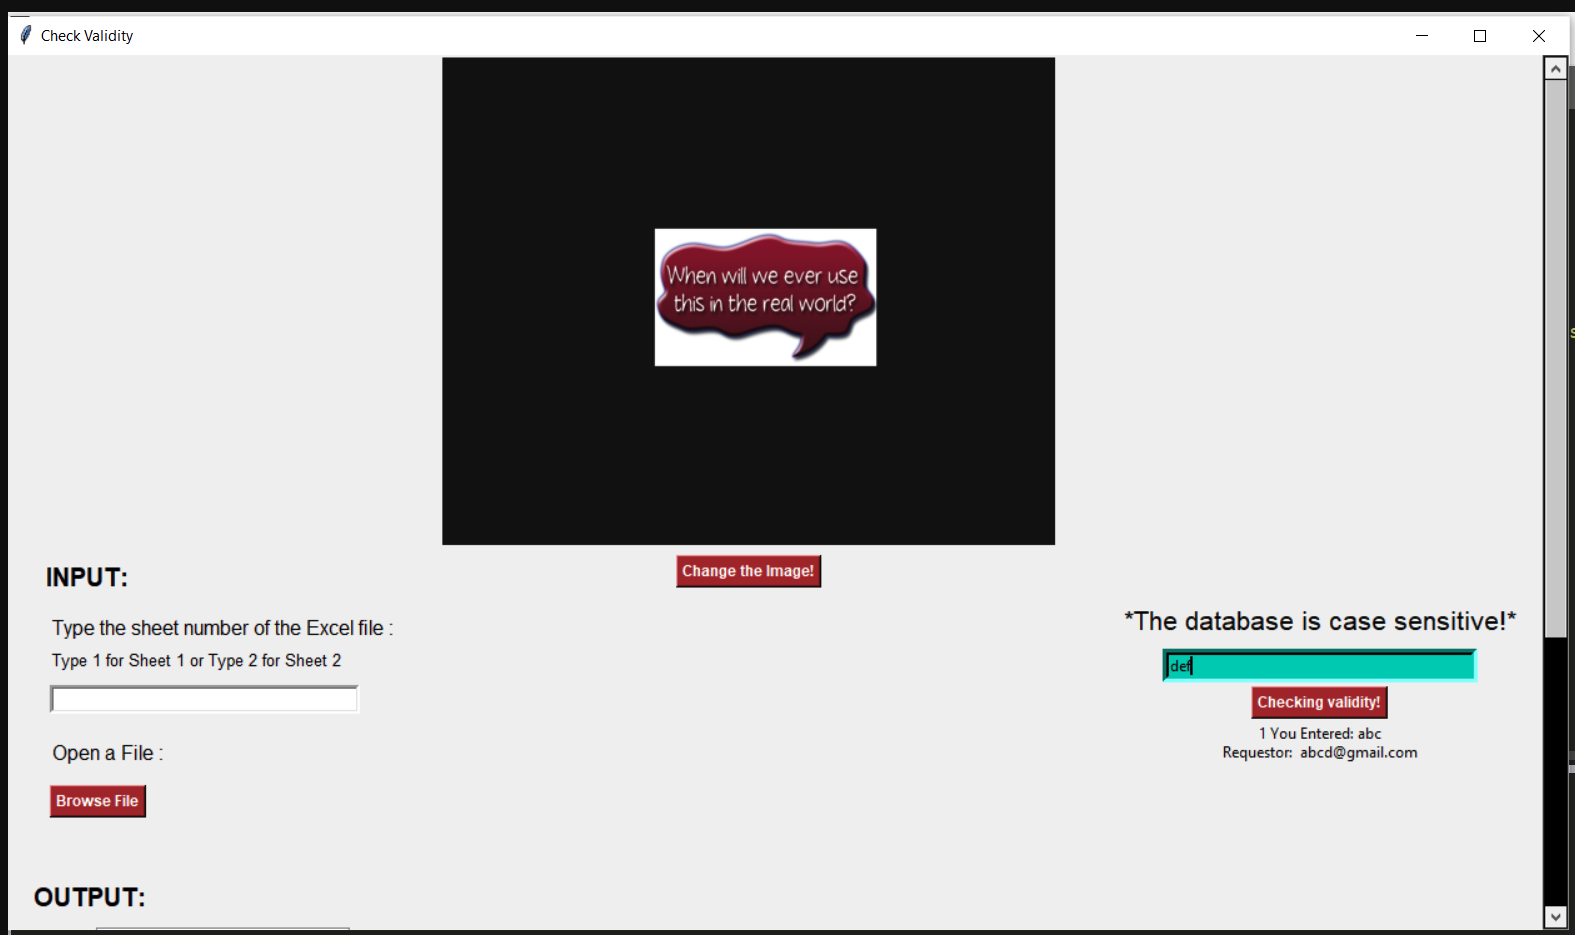 Check Validity
When will we ever use
this in the real world?
Change the Image!
INPUT:
Type the sheet number of the Excel file :
Type 1 for Sheet 1 or Type 2 for Sheet 2
Open a File :
Browse File
*The database is case sensitive!*
def
Checking validity!
1 You Entered: abc
Requestor:  abcd@gmail.com
OUTPUT: